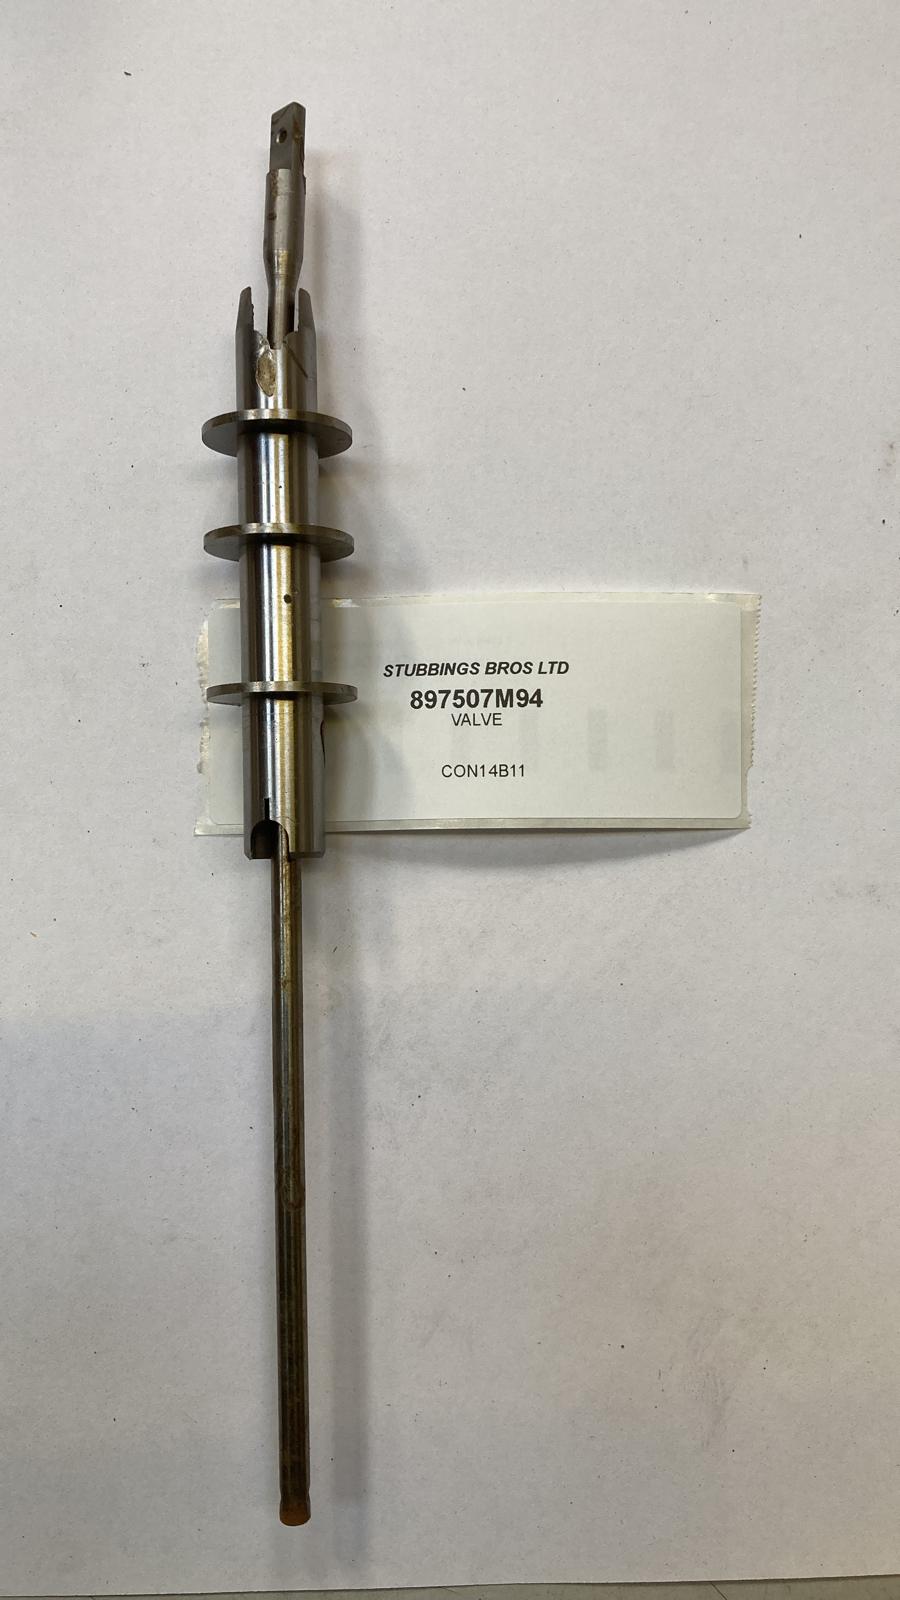 STUBBINGS BROS LTD
897507M94
VALVE
CON14B11